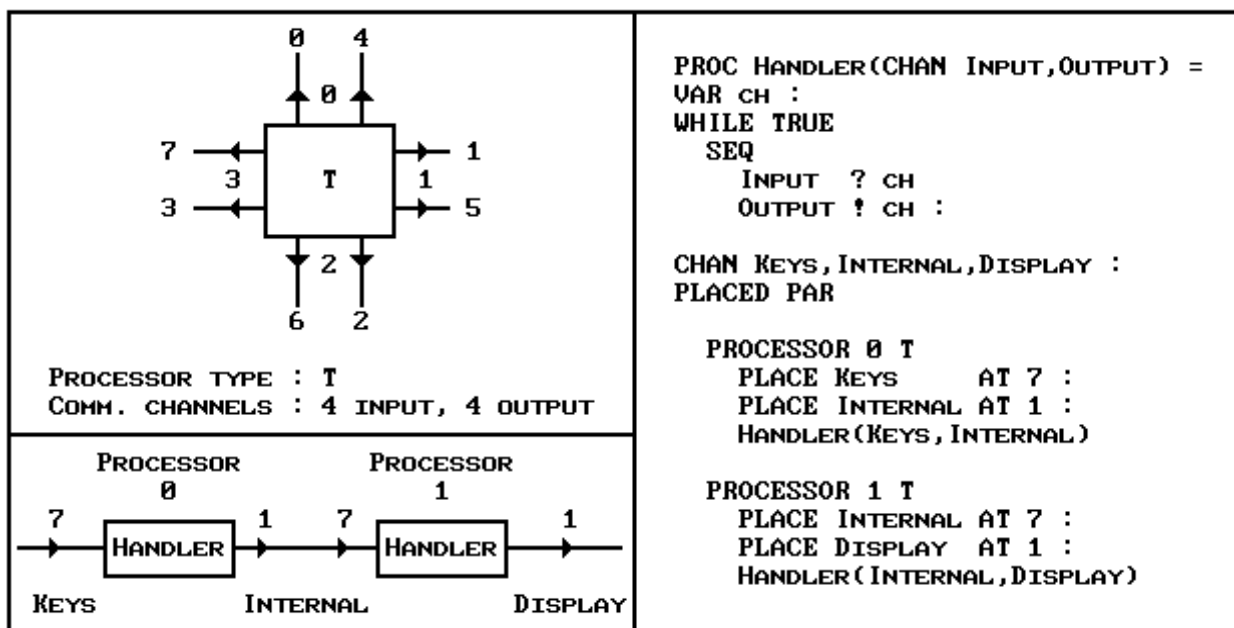 0 4
0
7 1
3 T 1
3 5
2
6 2
PROCESSOR TYPE : T
COMM. CHANNELS : 4 INPUT, 4 OUTPUT
PROCESSOR PROCESSOR
0 1
7 1 7 1
HANDLER HANDLER
KEYS INTERNAL DISPLAY
PROC HANDLER(CHAN INPUT,OUTPUT) =
VAR CH :
WHILE TRUE
SEQ
INPUT ? CH
OUTPUT ! CH :
CHAN KEYS,INTERNAL,DISPLAY :
PLACED PAR
PROCESSOR 0 T
PLACE KEYS AT 7 :
PLACE INTERNAL AT 1 :
HANDLER(KEYS,INTERNAL)
PROCESSOR 1 T
PLACE INTERNAL AT 7 :
PLACE DISPLAY AT 1 :
HANDLER(INTERNAL,DISPLAY)